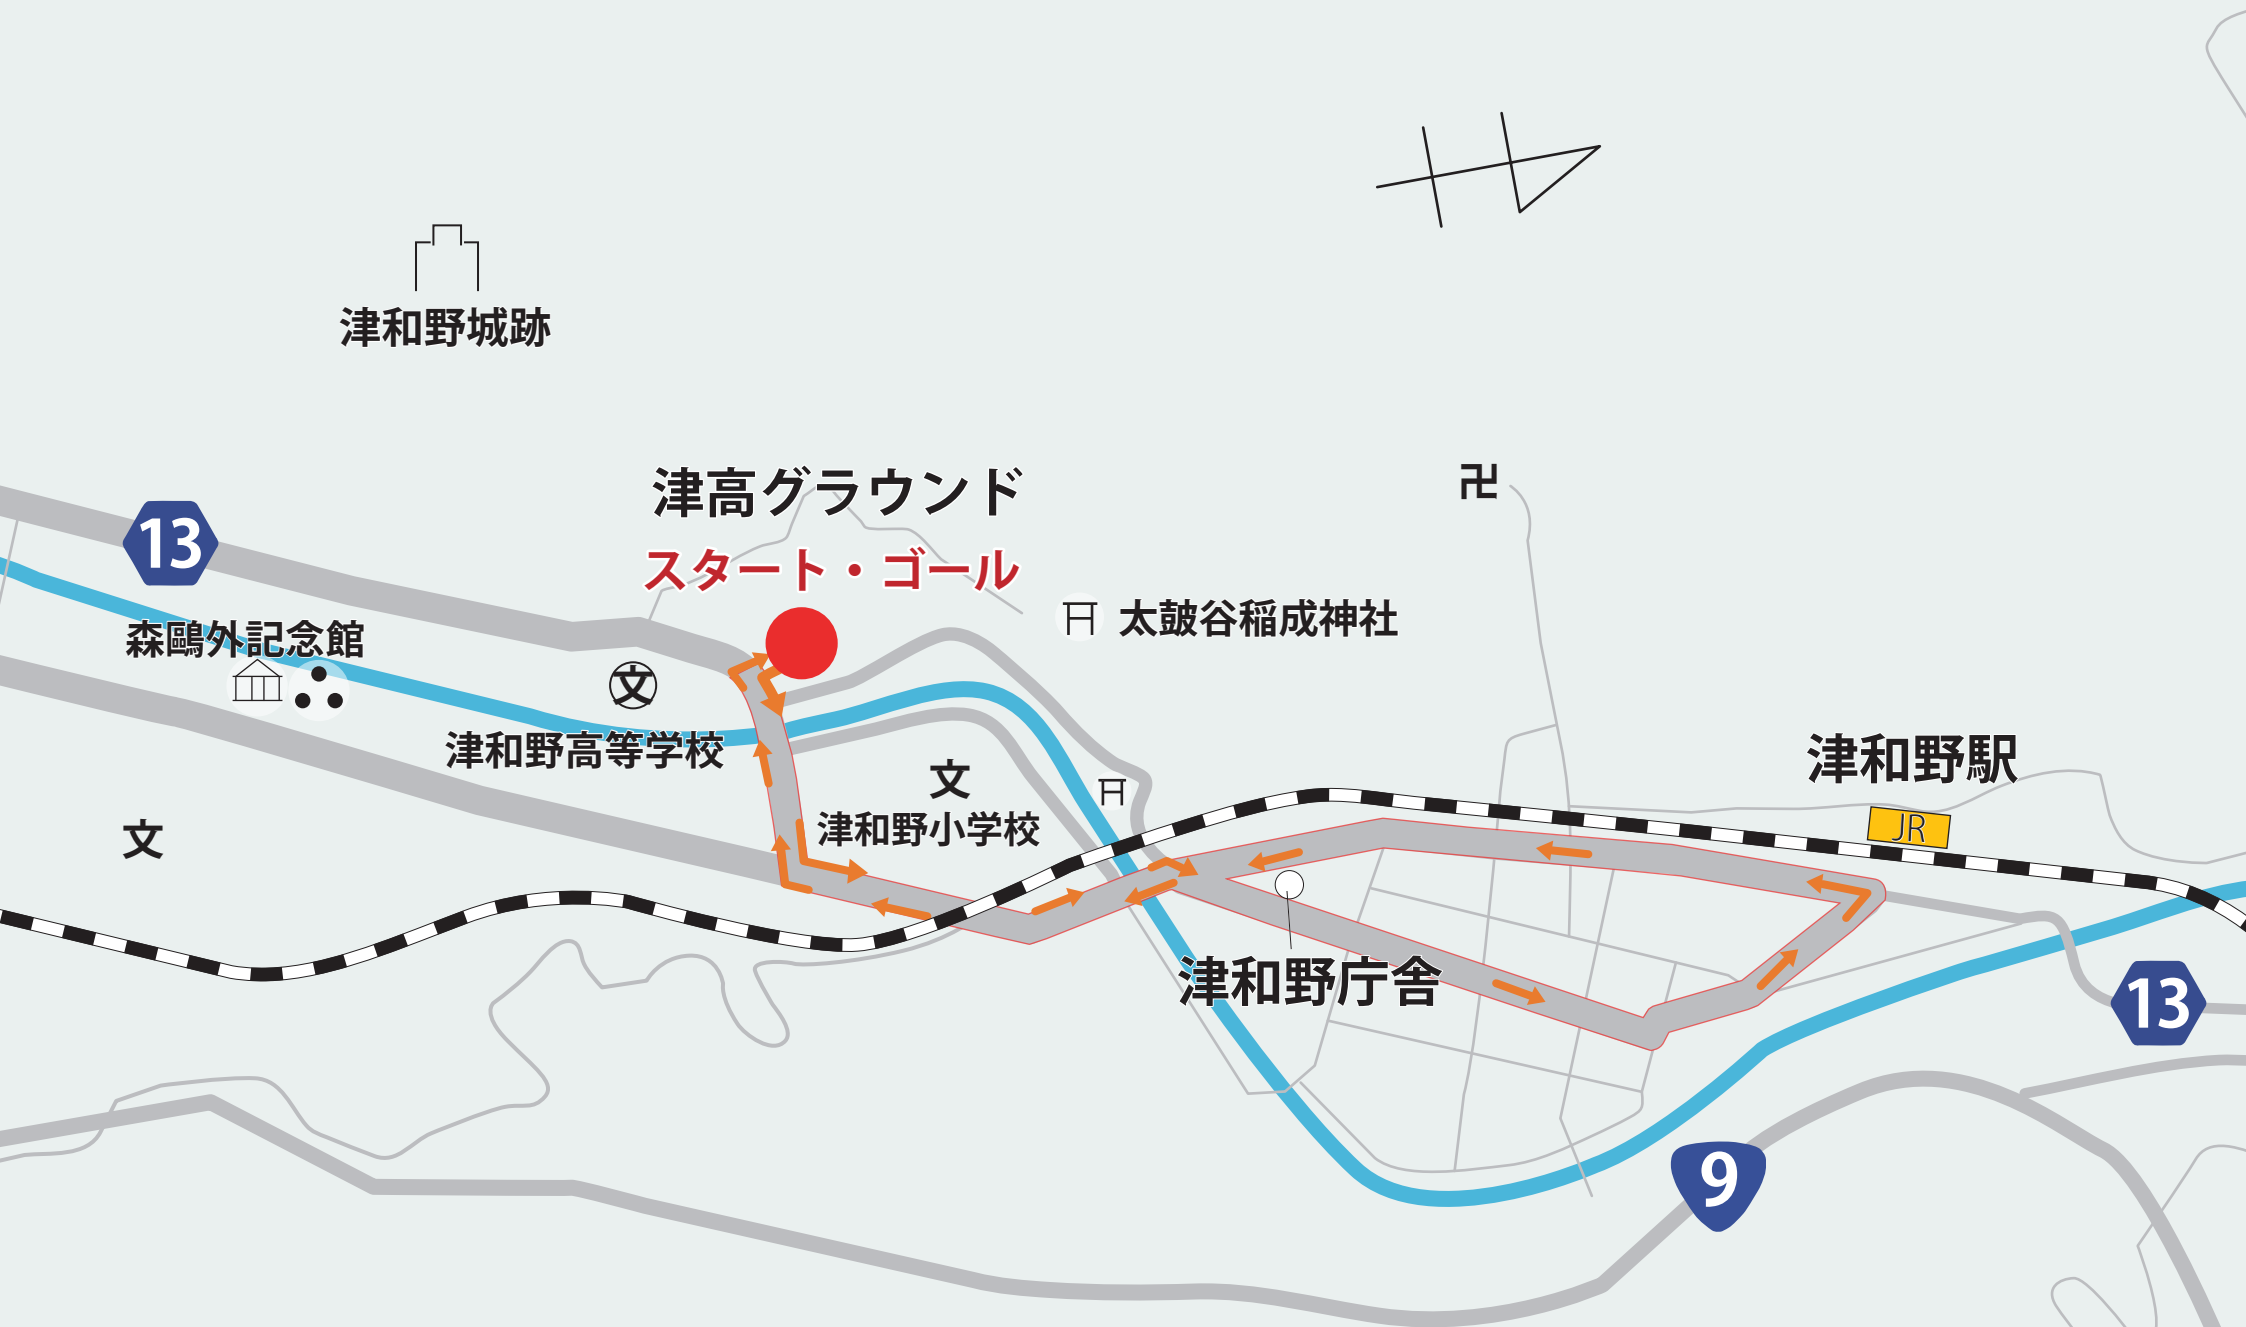 津和野城跡
津高グラウンド
スタート・ゴール
卍
13
太皷谷稲成神社
森鷗外記念館
文
津和野高等学校
文
津和野小学校
津和野駅
JR
文
津和野庁舎
13
9